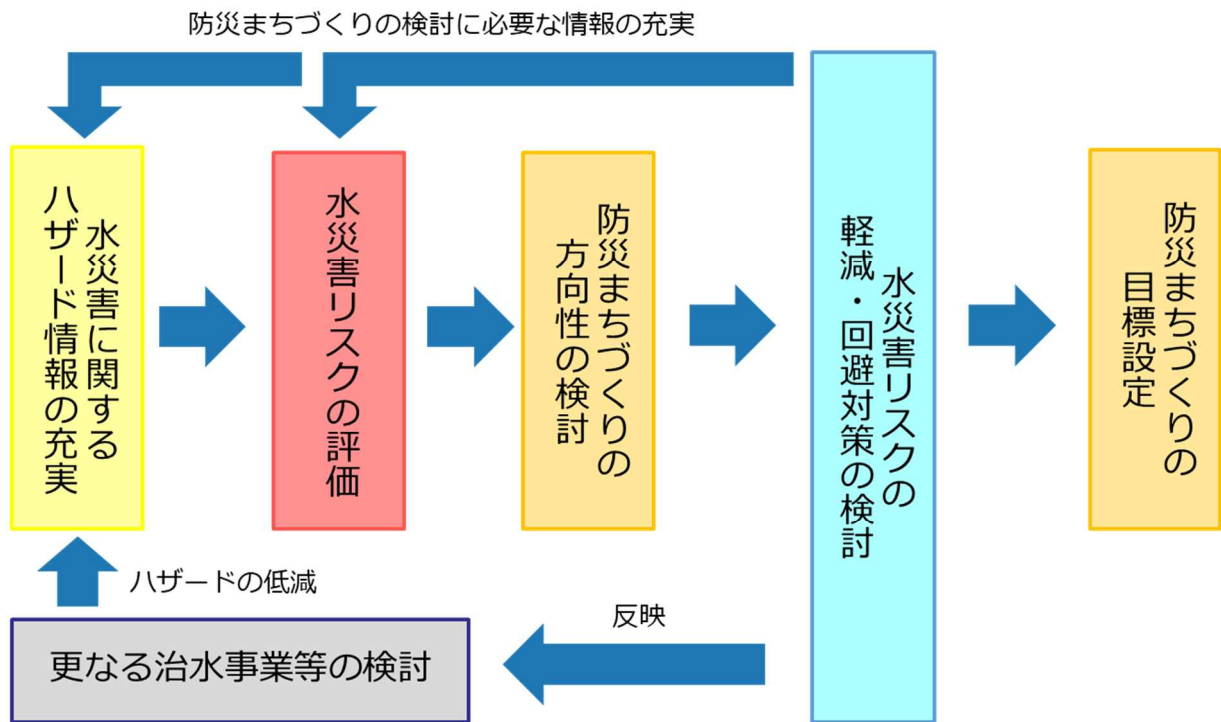 防災まちづくりの検討に必要な情報の充実
水災害に関する
ハザード情報の充実
水災害リスクの評価
防災まちづくりの
方向性の検討
水災害リスクの
軽減・回避対策の検討
防災まちづくりの
目標設定
ハザードの低減
反映
更なる治水事業等の検討